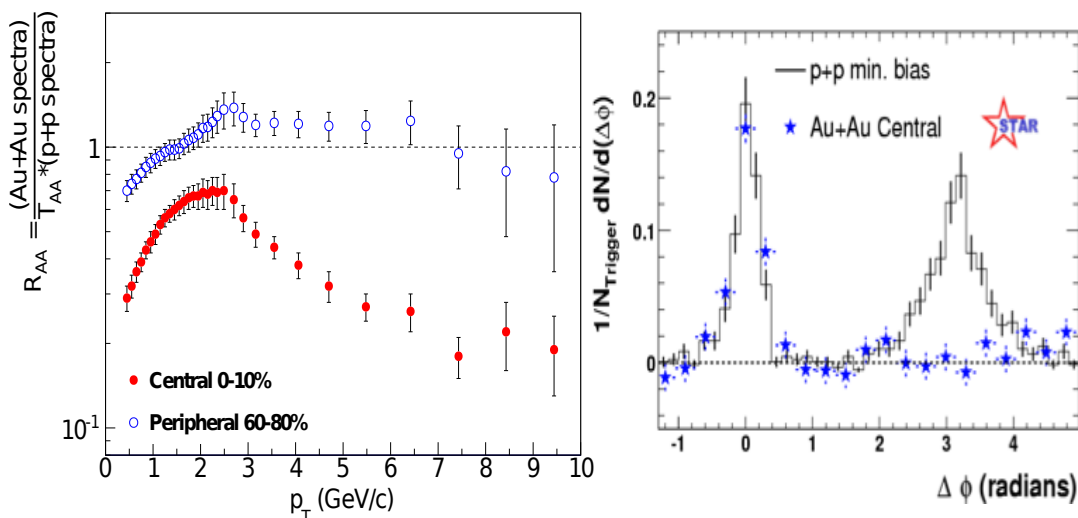 R_AA = (Au+Au spectra)
T_AA*(p+p spectra)
1
10^-1
Central 0-10%
Peripheral 60-80%
0 1 2 3 4 5 6 7 8 9 10
p_T (GeV/c)
1/N_Trigger dN/d(Δϕ)
0.2
0.1
0
p+p min. bias
Au+Au Central
STAR
-1 0 1 2 3 4
Δ ϕ (radians)